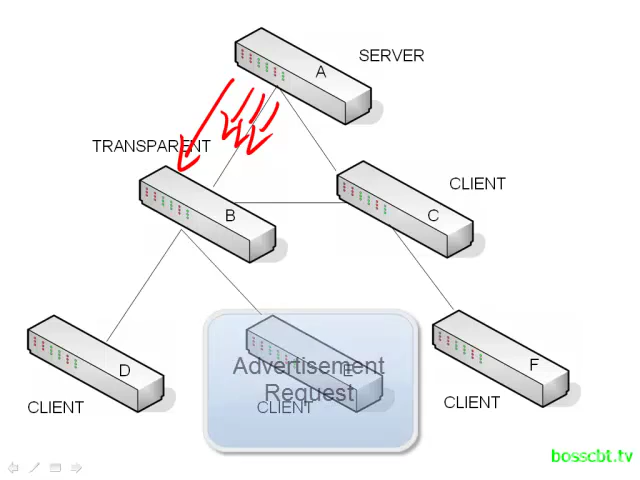 SERVER
A
TRANSPARENT
CLIENT
B
C
D
E
F
Advertisement
Request
CLIENT
CLIENT
CLIENT
bosscbt.tv